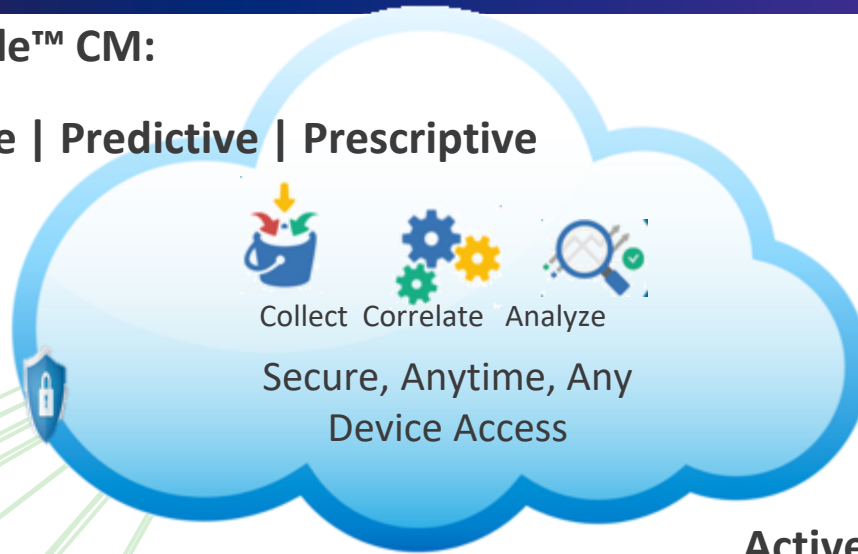 le™ CM:
e | Predictive | Prescriptive
Collect Correlate Analyze
Secure, Anytime, Any
Device Access
Active